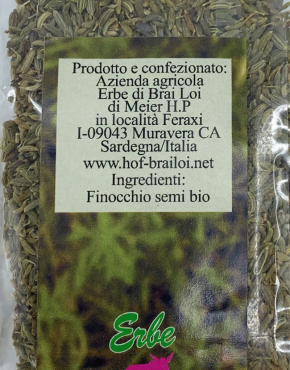 Prodotto e confezionato:
Azienda agricola
Erbe di Brai Loi
di Meier H.P
in località Feraxi
I-09043 Muravera CA
Sardegna/Italia
www.hof-brailoi.net
Ingredienti:
Finocchio semi bio
Erbe